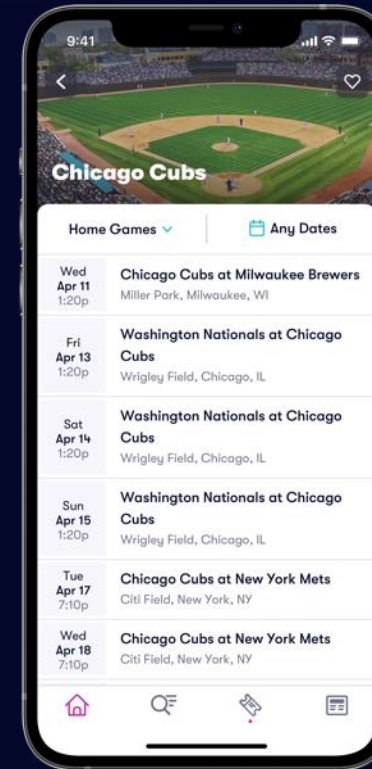 9:41
Chicago Cubs
Home Games
Any Dates
Wed
Apr 11
1:20p
Chicago Cubs at Milwaukee Brewers
Miller Park, Milwaukee, WI
Fri
Apr 13
1:20p
Washington Nationals at Chicago
Cubs
Wrigley Field, Chicago, IL
Sat
Apr 14
1:20p
Washington Nationals at Chicago
Cubs
Wrigley Field, Chicago, IL
Sun
Apr 15
1:20p
Washington Nationals at Chicago
Cubs
Wrigley Field, Chicago, IL
Tue
Apr 17
7:10p
Chicago Cubs at New York Mets
Citi Field, New York, NY
Wed
Apr 18
7:10p
Chicago Cubs at New York Mets
Citi Field, New York, NY